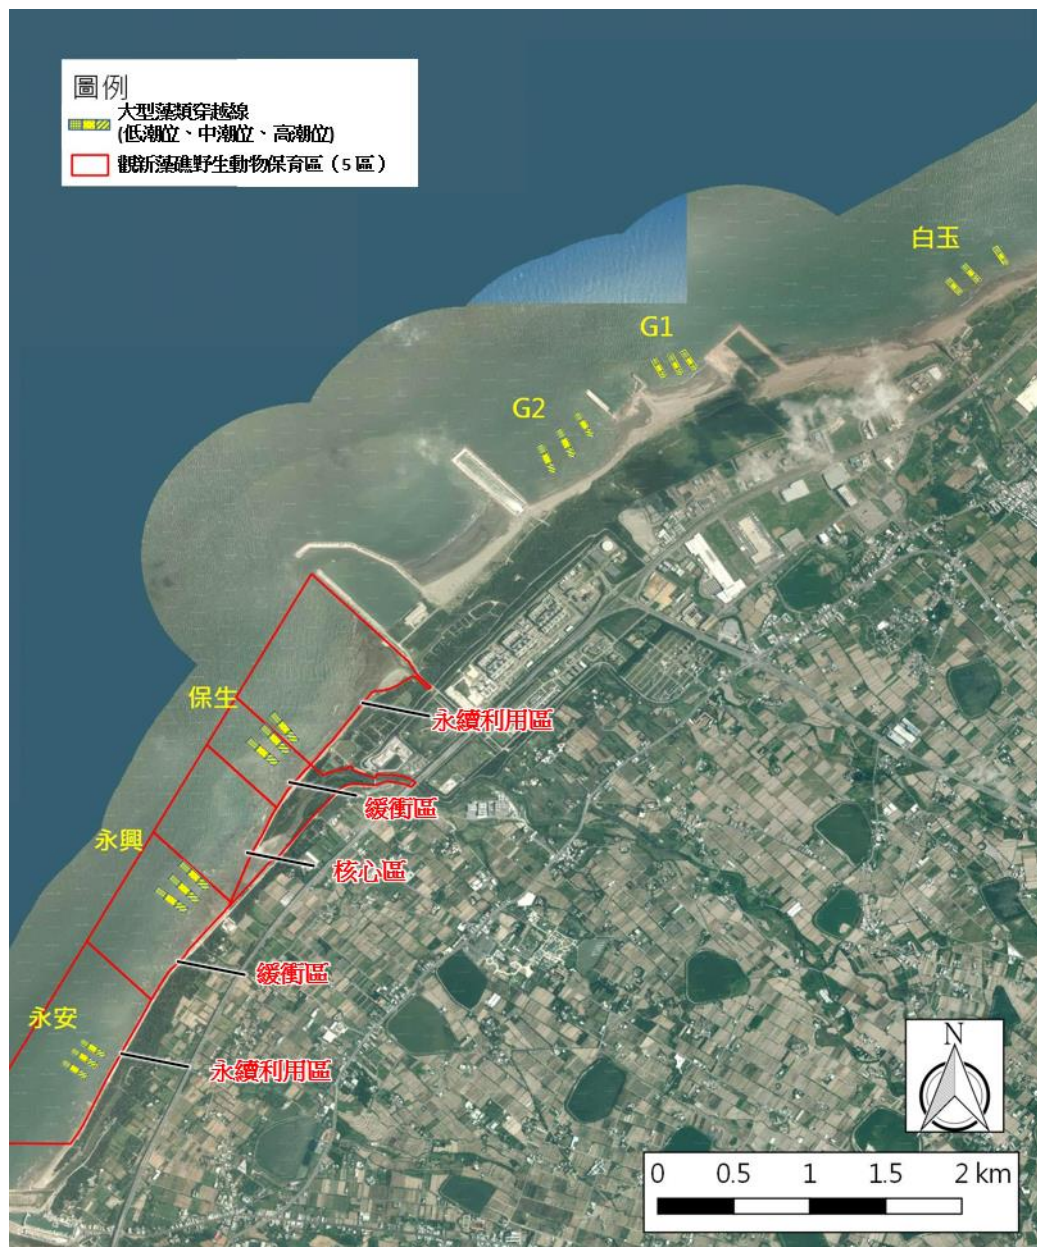 圖例
大型藻類穿越線
(低潮位、中潮位、高潮位)
觀新藻礁野生動物保育區（5 區）
白玉
G1
G2
保生
永續利用區
緩衝區
永興
核心區
緩衝區
永安
永續利用區
N
0 0.5 1 1.5 2 km